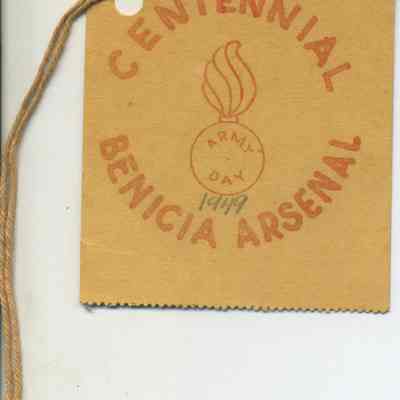 CENTENNIAL
ARMY
DAY
1949
BENICIA ARSENAL